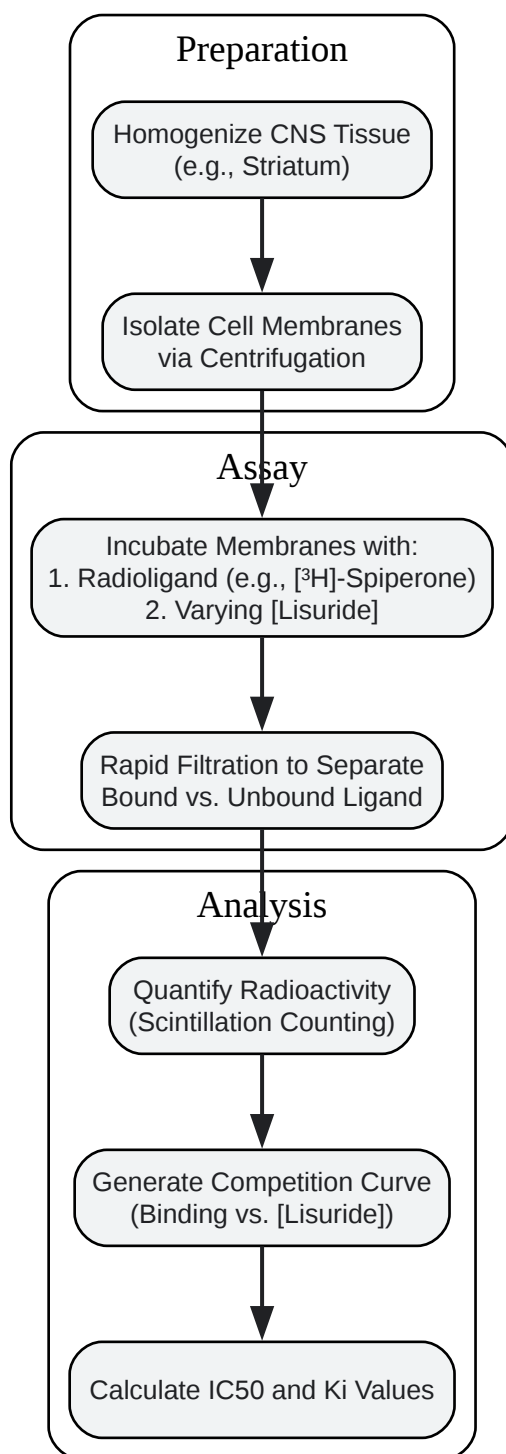 Preparation
Homogenize CNS Tissue
(e.g., Striatum)
Isolate Cell Membranes
via Centrifugation
Assay
Incubate Membranes with:
1. Radioligand (e.g., [³H]-Spiperone)
2. Varying [Lisuride]
Rapid Filtration to Separate
Bound vs. Unbound Ligand
Analysis
Quantify Radioactivity
(Scintillation Counting)
Generate Competition Curve
(Binding vs. [Lisuride])
Calculate IC50 and Ki Values